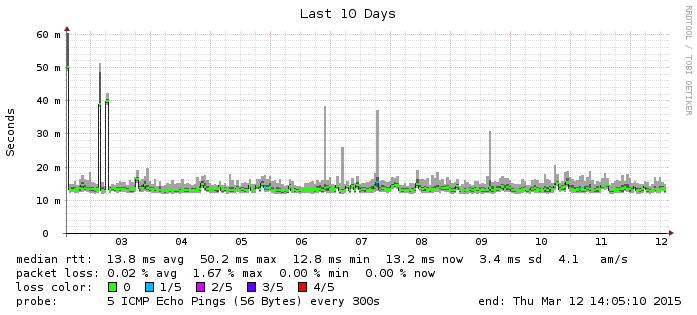 Last 10 Days
RRDTOOL / TOBI OETIKER
Seconds
60 m
50 m
40 m
30 m
20 m
10 m
0
03 04 05 06 07 08 09 10 11 12
median rtt: 13.8 ms avg 50.2 ms max 12.8 ms min 13.2 ms now 3.4 ms sd 4.1 am/s
packet loss: 0.02 % avg 1.67 % max 0.00 % min 0.00 % now
loss color: 0 1/5 2/5 3/5 4/5
probe: 5 ICMP Echo Pings (56 Bytes) every 300s end: Thu Mar 12 14:05:10 2015